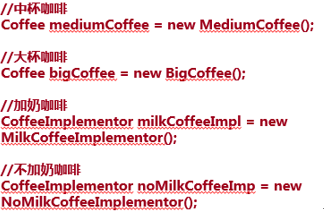 //中杯咖啡
Coffee mediumCoffee = new MediumCoffee();
//大杯咖啡
Coffee bigCoffee = new BigCoffee();
//加奶咖啡
CoffeeImplementor milkCoffeeImpl = new
MilkCoffeeImplementor();
//不加奶咖啡
CoffeeImplementor noMilkCoffeeImp = new
NoMilkCoffeeImplementor();